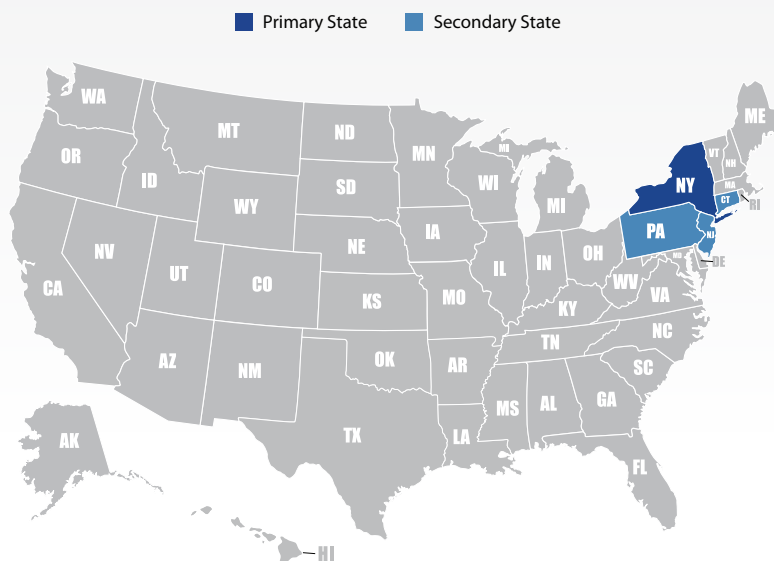 Primary State
Secondary State
WA
MT
ND
MN
MI
ME
VT
NH
OR
ID
SD
WI
MI
NY
MA
CT
RI
WY
IA
PA
NJ
NV
UT
NE
IL
IN
OH
MD
DE
CA
CO
KS
MO
WV
VA
KY
AZ
NM
OK
AR
TN
NC
SC
TX
LA
MS
AL
GA
FL
AK
HI